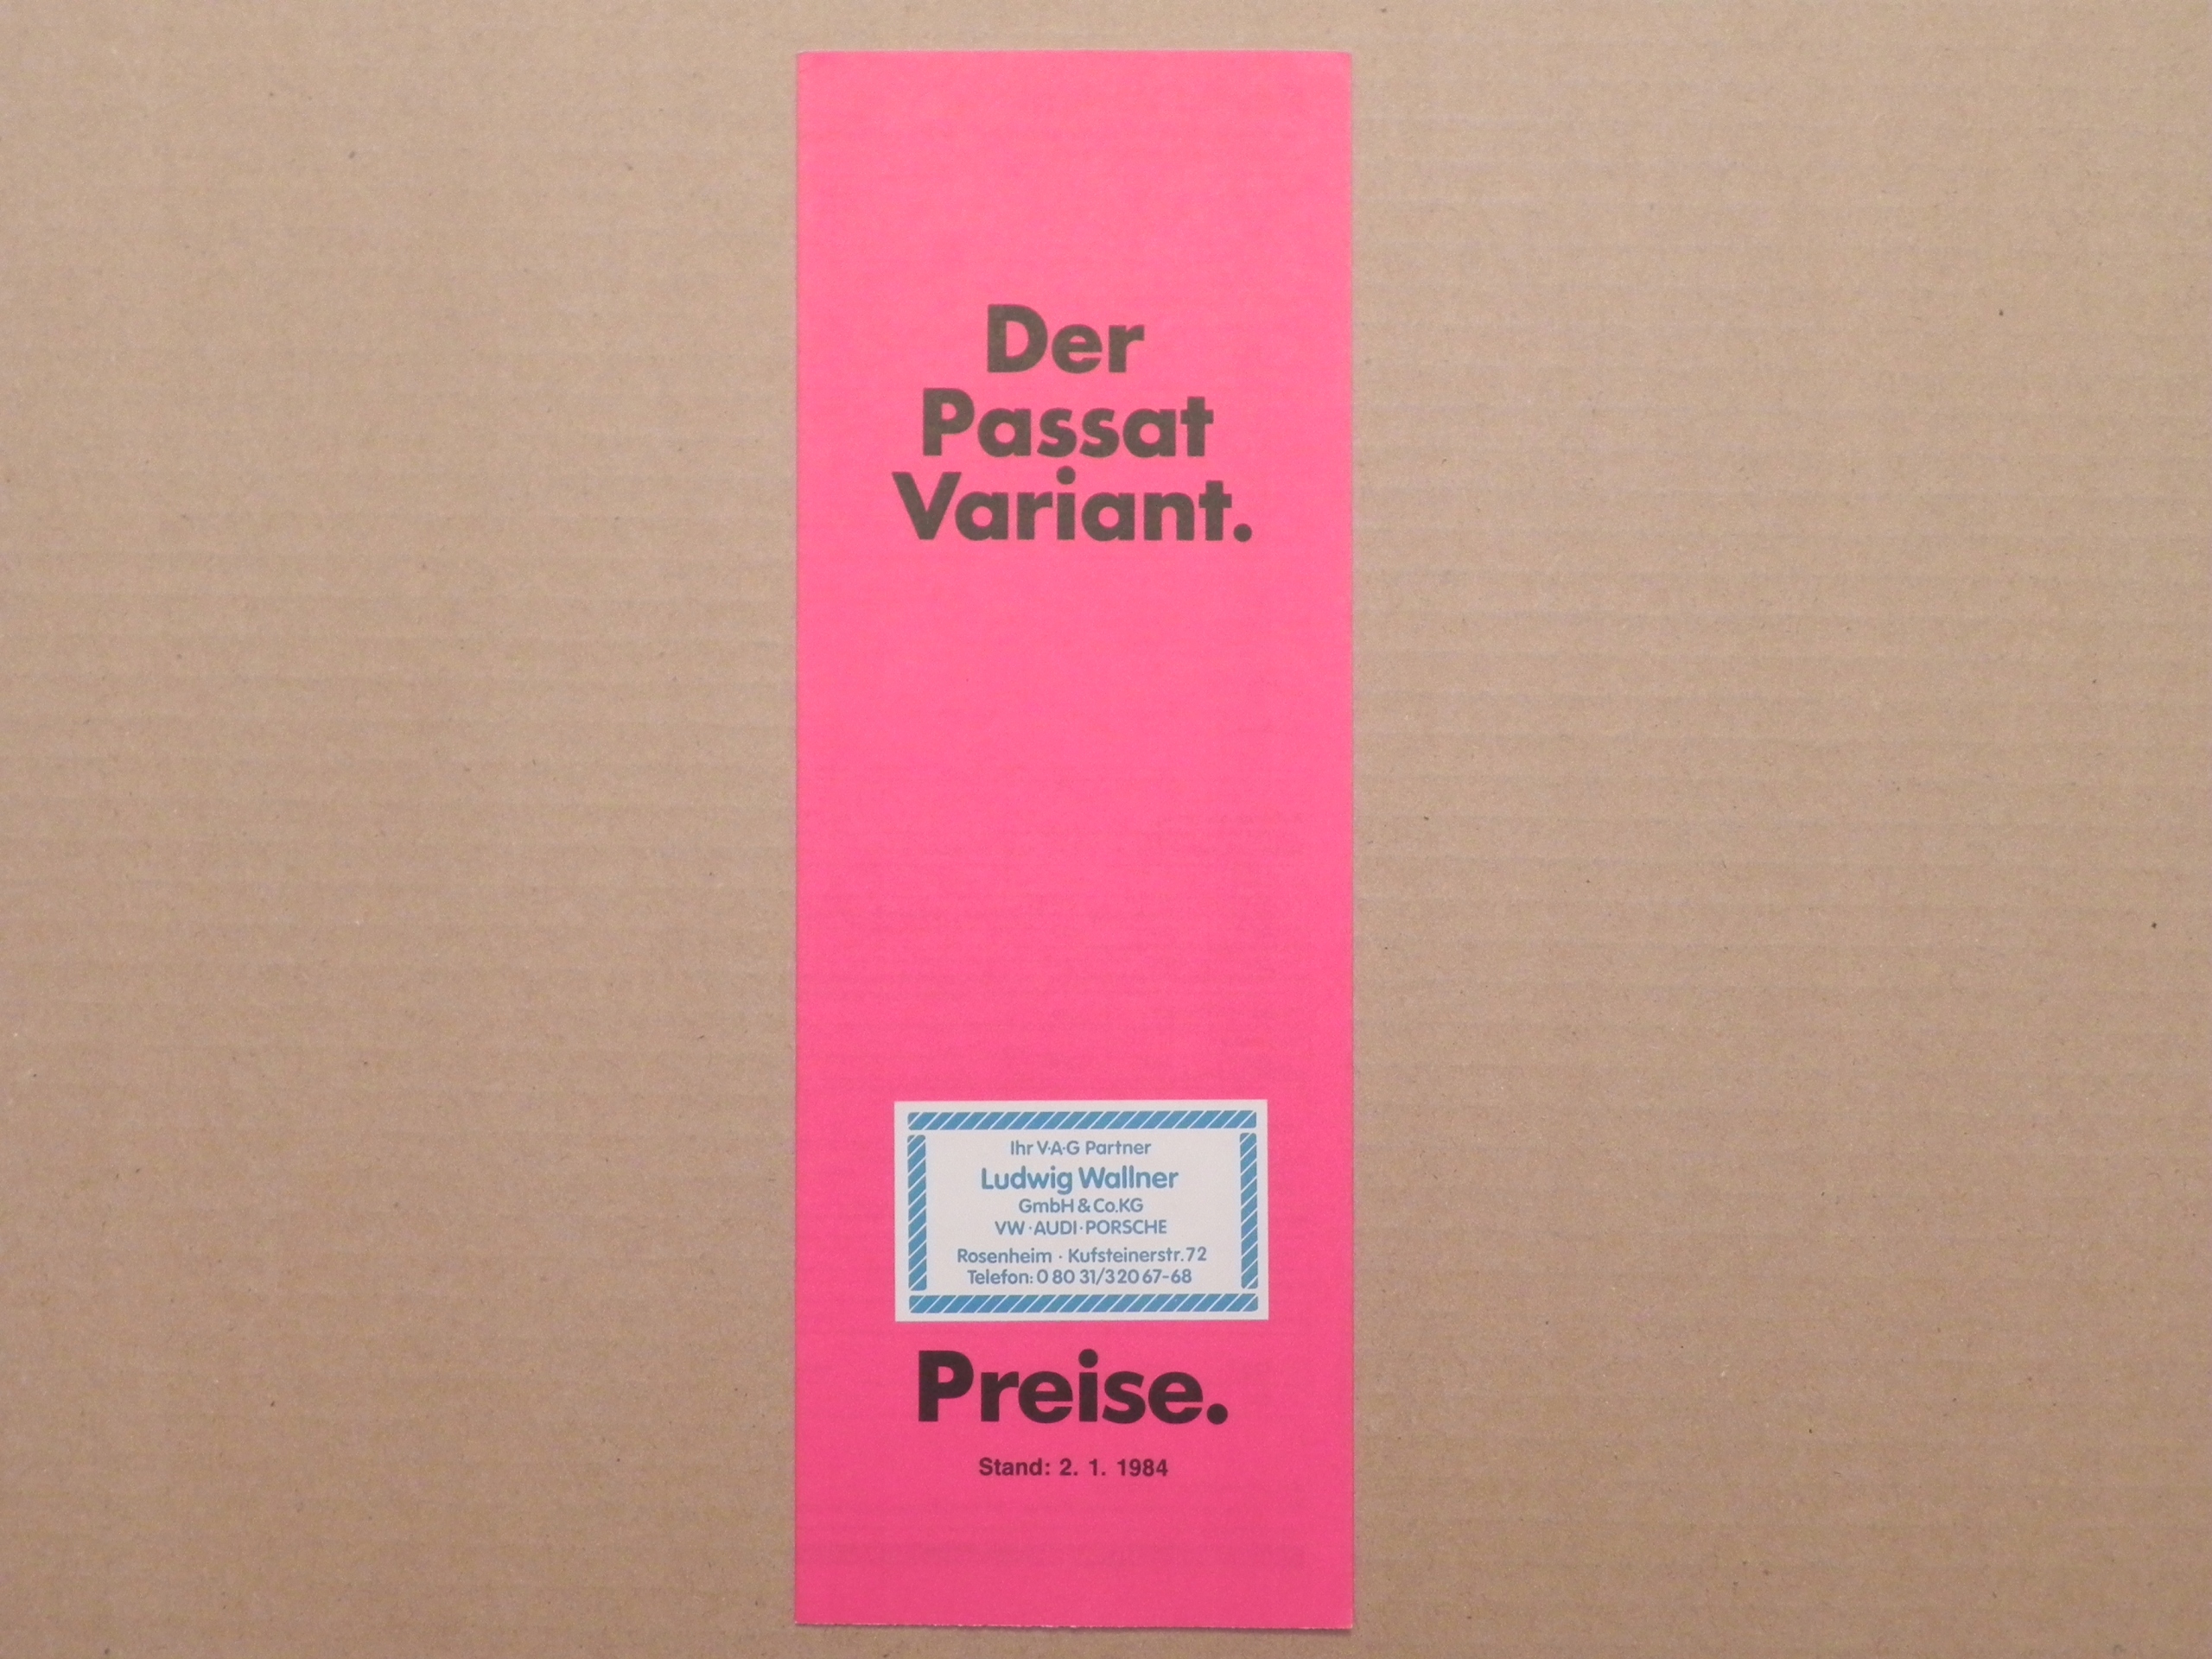 Der
Passat
Variant.
Ihr V·A·G Partner
Ludwig Wallner
GmbH & Co.KG
VW·AUDI·PORSCHE
Rosenheim · Kufsteinerstr.72
Telefon: 0 80 31/3 20 67-68
Preise.
Stand: 2. 1. 1984